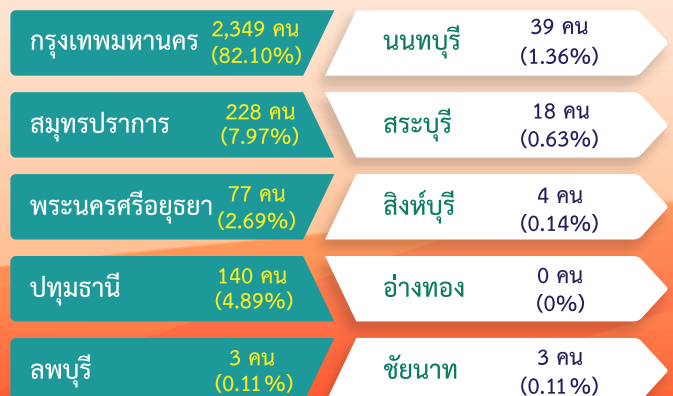 กรุงเทพมหานคร
2,349 คน
(82.10%)
นนทบุรี
39 คน
(1.36%)
สมุทรปราการ
228 คน
(7.97%)
สระบุรี
18 คน
(0.63%)
พระนครศรีอยุธยา
77 คน
(2.69%)
สิงห์บุรี
4 คน
(0.14%)
ปทุมธานี
140 คน
(4.89%)
อ่างทอง
0 คน
(0%)
ลพบุรี
3 คน
(0.11%)
ชัยนาท
3 คน
(0.11%)